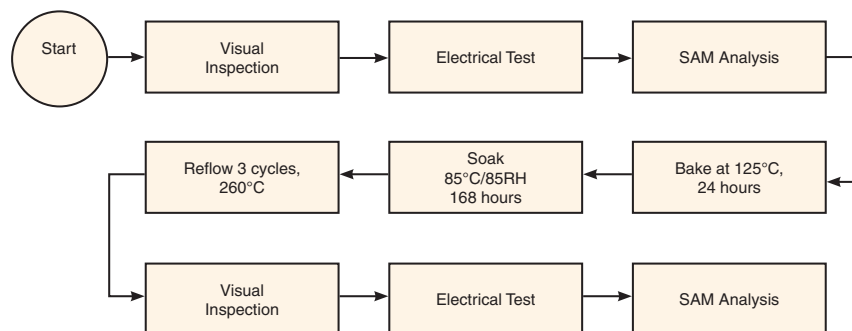 Start
Visual
Inspection
Electrical Test
SAM Analysis
Bake at 125°C,
24 hours
Soak
85°C/85RH
168 hours
Reflow 3 cycles,
260°C
Visual
Inspection
Electrical Test
SAM Analysis